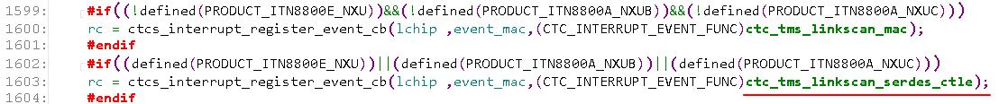 1599: #if((!defined(PRODUCT_ITN8800E_NXU))&&(!defined(PRODUCT_ITN8800A_NXUB))&&(!defined(PRODUCT_ITN8800A_NXUC)))
1600: rc = ctcs_interrupt_register_event_cb(lchip ,event_mac,(CTC_INTERRUPT_EVENT_FUNC)ctc_tms_linkscan_mac);
1601: #endif
1602: #if((defined(PRODUCT_ITN8800E_NXU))||(defined(PRODUCT_ITN8800A_NXUB))||(defined(PRODUCT_ITN8800A_NXUC)))
1603: rc = ctcs_interrupt_register_event_cb(lchip ,event_mac,(CTC_INTERRUPT_EVENT_FUNC)ctc_tms_linkscan_serdes_ctle);
1604: #endif